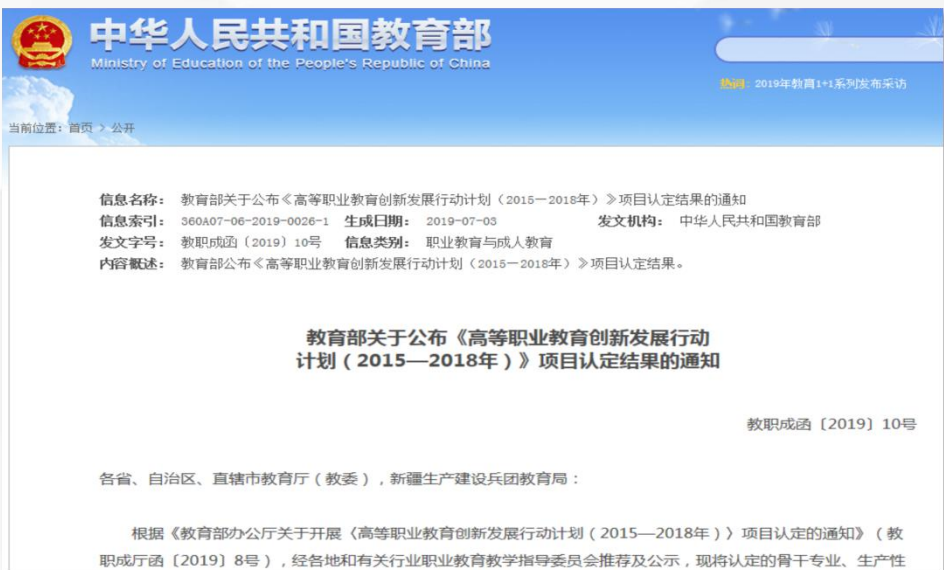 中华人民共和国教育部
Ministry of Education of the People's Republic of China
热词：2019年教育1+1系列发布采访
当前位置：首页 > 公开
信息名称： 教育部关于公布《高等职业教育创新发展行动计划（2015—2018年）》项目认定结果的通知
信息索引： 360A07-06-2019-0026-1 生成日期： 2019-07-03 发文机构： 中华人民共和国教育部
发文字号： 教职成函〔2019〕10号 信息类别： 职业教育与成人教育
内容概述： 教育部公布《高等职业教育创新发展行动计划（2015—2018年）》项目认定结果。
教育部关于公布《高等职业教育创新发展行动
计划（2015—2018年）》项目认定结果的通知
教职成函〔2019〕10号
各省、自治区、直辖市教育厅（教委），新疆生产建设兵团教育局：
根据《教育部办公厅关于开展〈高等职业教育创新发展行动计划（2015—2018年）〉项目认定的通知》（教
职成厅函〔2019〕8号），经各地和有关行业职业教育教学指导委员会推荐及公示，现将认定的骨干专业、生产性